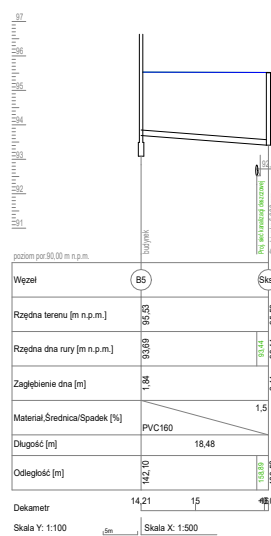 97
96
95
94
93
92
91
poziom por.90,00 m n.p.m.
budynek
Węzeł
B5
Rzędna terenu [m n.p.m.]
95,53
Rzędna dna rury [m n.p.m.]
93,69
93,44
Zagłębienie dna [m]
1,84
Materiał,Średnica/Spadek [%]
PVC160
1,5
Długość [m]
18,48
Odległość [m]
142,10
158,89
Dekametr
14,21
15
Skala Y: 1:100
5m
Skala X: 1:500